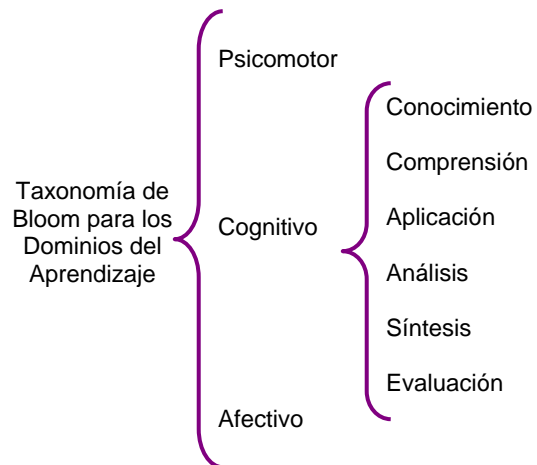 Taxonomía de
Bloom para los
Dominios del
Aprendizaje
Psicomotor
Cognitivo
Afectivo
Conocimiento
Comprensión
Aplicación
Análisis
Síntesis
Evaluación